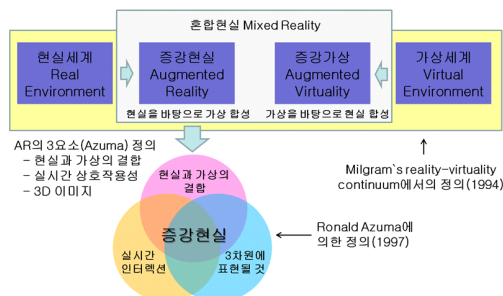 혼합현실 Mixed Reality
현실세계
Real
Environment
증강현실
Augmented
Reality
증강가상
Augmented
Virtuality
가상세계
Virtual
Environment
현실을 바탕으로 가상 합성
가상을 바탕으로 현실 합성
AR의 3요소(Azuma) 정의
- 현실과 가상의 결합
- 실시간 상호작용성
- 3D 이미지
Milgram`s reality-virtuality
continuum에서의 정의(1994)
현실과 가상의
결합
증강현실
실시간
인터렉션
3차원에
표현될 것
Ronald Azuma에
의한 정의(1997)